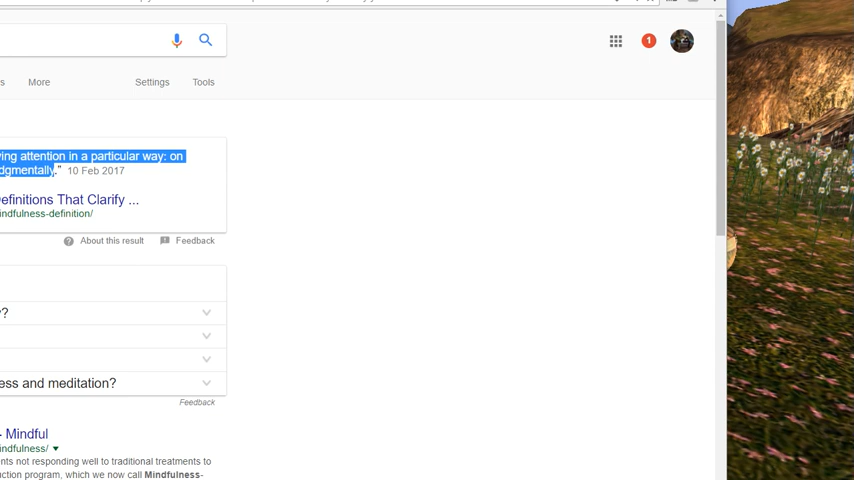 1
s More Settings Tools
ving attention in a particular way: on
dgmentally." 10 Feb 2017
efinitions That Clarify ...
indfulness-definition/
About this result Feedback
?
ess and meditation?
Feedback
- Mindful
indfulness/
nts not responding well to traditional treatments to
uction program, which we now call Mindfulness-